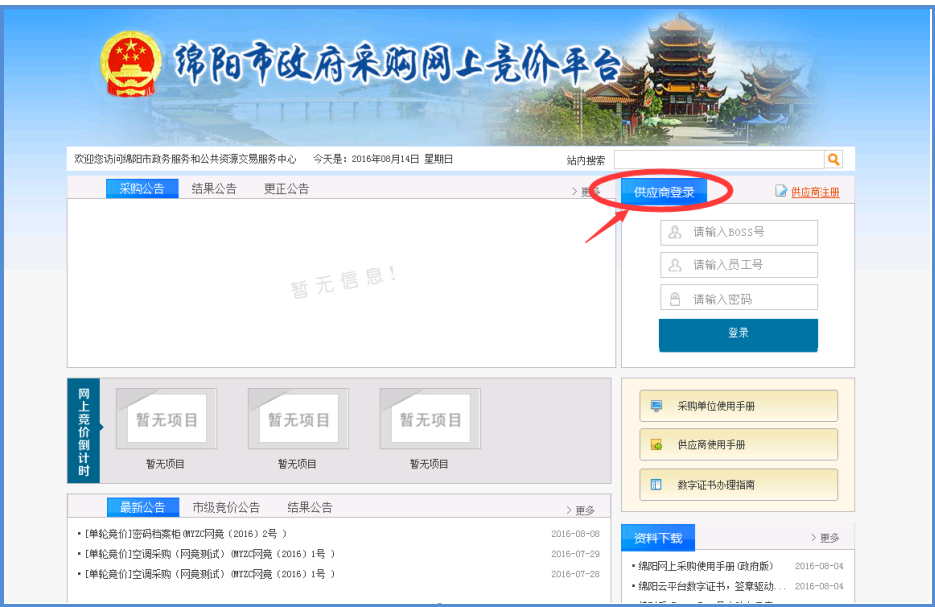 绵阳市政府采购网上竞价平台
欢迎您访问绵阳市政务服务和公共资源交易服务中心 今天是：2016年08月14日 星期日 站内搜索
采购公告 结果公告 更正公告 > 更多
供应商登录 供应商注册
请输入BOSS号
请输入员工号
请输入密码
登录
暂无信息！
网上竞价倒计时
暂无项目 暂无项目 暂无项目
暂无项目 暂无项目 暂无项目
采购单位使用手册
供应商使用手册
数字证书办理指南
最新公告 市级竞价公告 结果公告 > 更多
·[单轮竞价]密码档案柜(MYZC网竞（2016）2号 ) 2016-08-08
·[单轮竞价]空调采购（网竞测试）(MYZC网竞（2016）1号 ) 2016-07-29
·[单轮竞价]空调采购（网竞测试）(MYZC网竞（2016）1号 ) 2016-07-28
资料下载 > 更多
·绵阳网上采购使用手册(政府版) 2016-08-04
·绵阳云平台数字证书，签章驱动... 2016-08-04